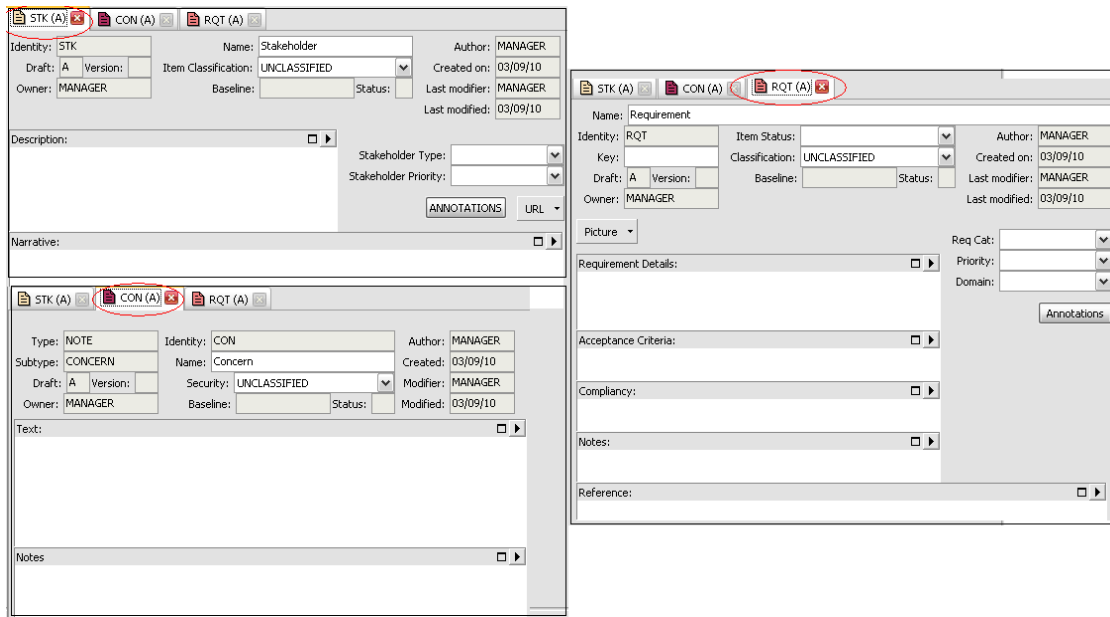 STK (A) CON (A) RQT (A)
Identity: STK Name: Stakeholder Author: MANAGER
Draft: A Version: Item Classification: UNCLASSIFIED Created on: 03/09/10
Owner: MANAGER Baseline: Status: Last modifier: MANAGER
Last modified: 03/09/10
Description:
Stakeholder Type:
Stakeholder Priority:
ANNOTATIONS URL
Narrative:
STK (A) CON (A) RQT (A)
Type: NOTE Identity: CON Author: MANAGER
Subtype: CONCERN Name: Concern Created: 03/09/10
Draft: A Version: Security: UNCLASSIFIED Modifier: MANAGER
Owner: MANAGER Baseline: Status: Modified: 03/09/10
Text:
Notes
STK (A) CON (A) RQT (A)
Name: Requirement
Identity: RQT Item Status: Author: MANAGER
Key: Classification: UNCLASSIFIED Created on: 03/09/10
Draft: A Version: Baseline: Status: Last modifier: MANAGER
Owner: MANAGER Last modified: 03/09/10
Picture
Req Cat:
Requirement Details: Priority:
Domain:
Annotations
Acceptance Criteria:
Compliancy:
Notes:
Reference: